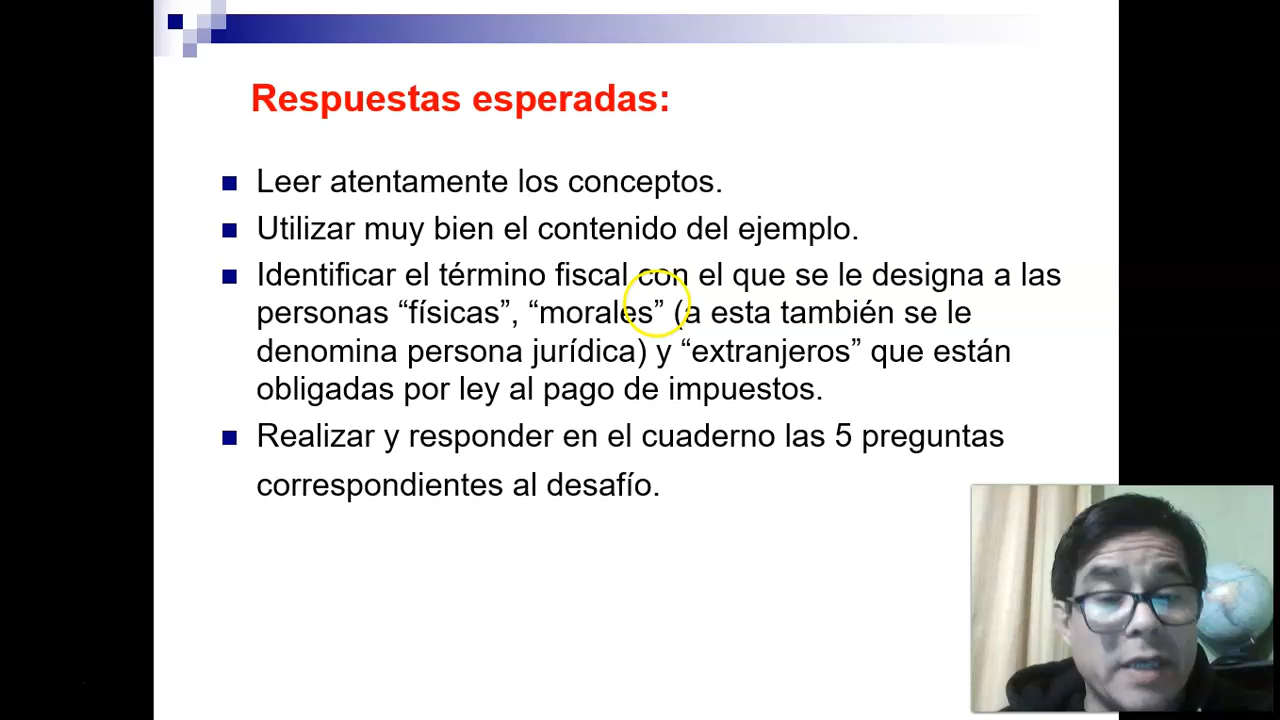 Respuestas esperadas:
Leer atentamente los conceptos.
Utilizar muy bien el contenido del ejemplo.
Identificar el término fiscal con el que se le designa a las
personas “físicas”, “morales” (a esta también se le
denomina persona jurídica) y “extranjeros” que están
obligadas por ley al pago de impuestos.
Realizar y responder en el cuaderno las 5 preguntas
correspondientes al desafío.